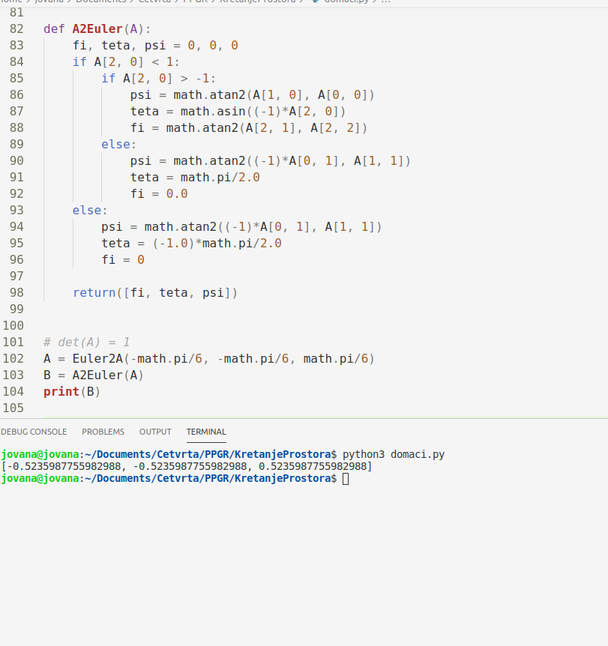 home > jovana > Documents > Cetvrta > PPGR > KretanjeProstora > domaci.py > ...
81
82 def A2Euler(A):
83     fi, teta, psi = 0, 0, 0
84     if A[2, 0] < 1:
85         if A[2, 0] > -1:
86             psi = math.atan2(A[1, 0], A[0, 0])
87             teta = math.asin((-1)*A[2, 0])
88             fi = math.atan2(A[2, 1], A[2, 2])
89         else:
90             psi = math.atan2((-1)*A[0, 1], A[1, 1])
91             teta = math.pi/2.0
92             fi = 0.0
93     else:
94         psi = math.atan2((-1)*A[0, 1], A[1, 1])
95         teta = (-1.0)*math.pi/2.0
96         fi = 0
97
98     return([fi, teta, psi])
99
100
101 # det(A) = 1
102 A = Euler2A(-math.pi/6, -math.pi/6, math.pi/6)
103 B = A2Euler(A)
104 print(B)
105
DEBUG CONSOLE PROBLEMS OUTPUT TERMINAL
jovana@jovana:~/Documents/Cetvrta/PPGR/KretanjeProstora$ python3 domaci.py
[-0.5235987755982988, -0.5235987755982988, 0.5235987755982988]
jovana@jovana:~/Documents/Cetvrta/PPGR/KretanjeProstora$